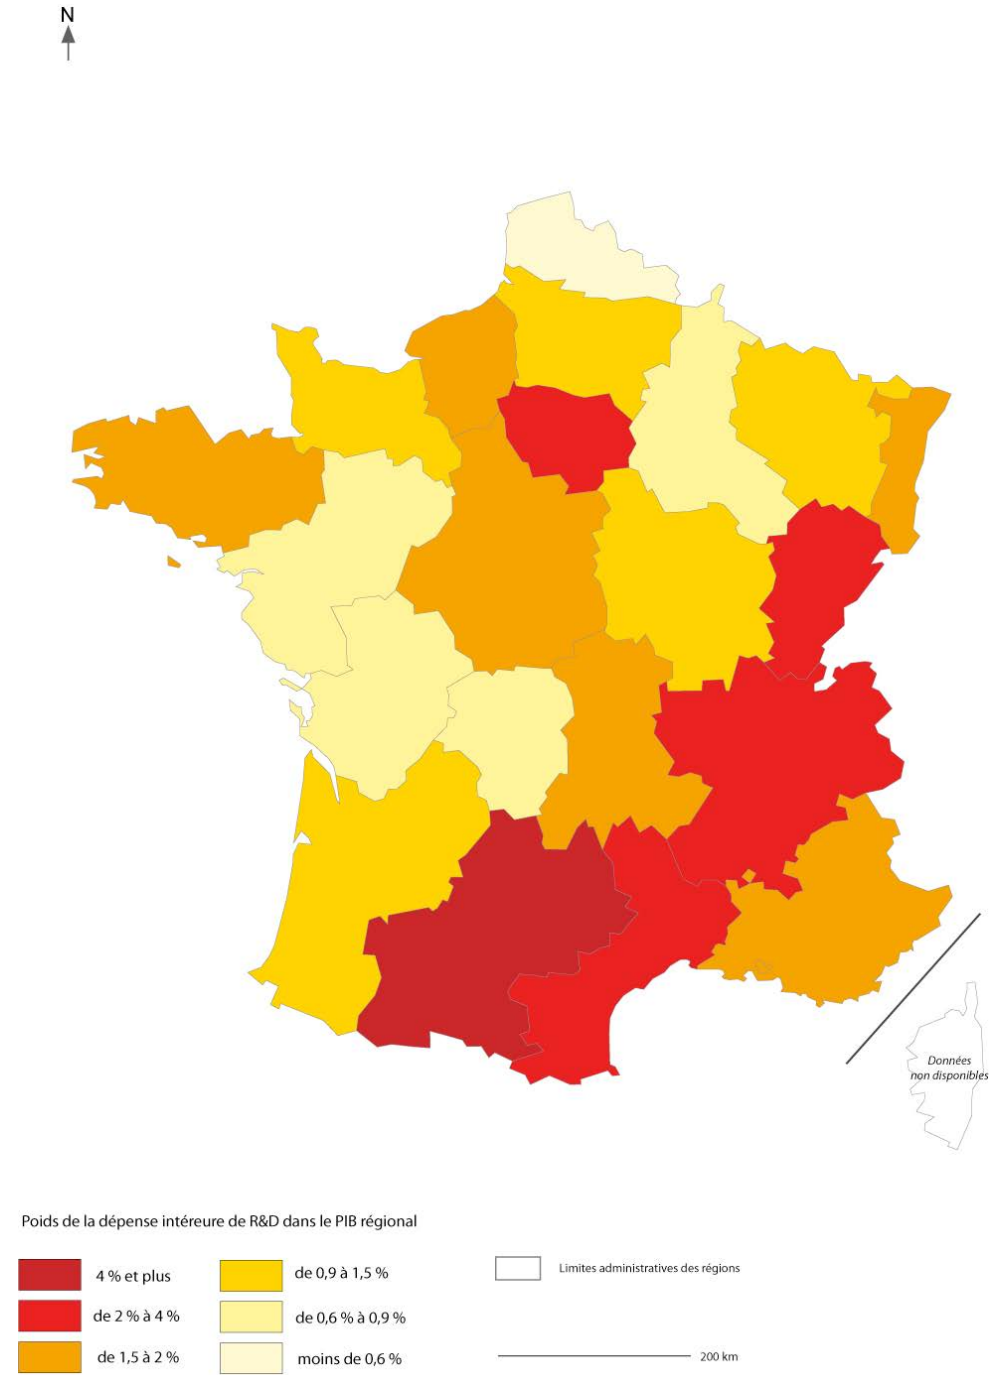 N
Données
non disponibles
Poids de la dépense intéreure de R&D dans le PIB régional
4 % et plus
de 2 % à 4 %
de 1,5 à 2 %
de 0,9 à 1,5 %
de 0,6 % à 0,9 %
moins de 0,6 %
Limites administratives des régions
200 km